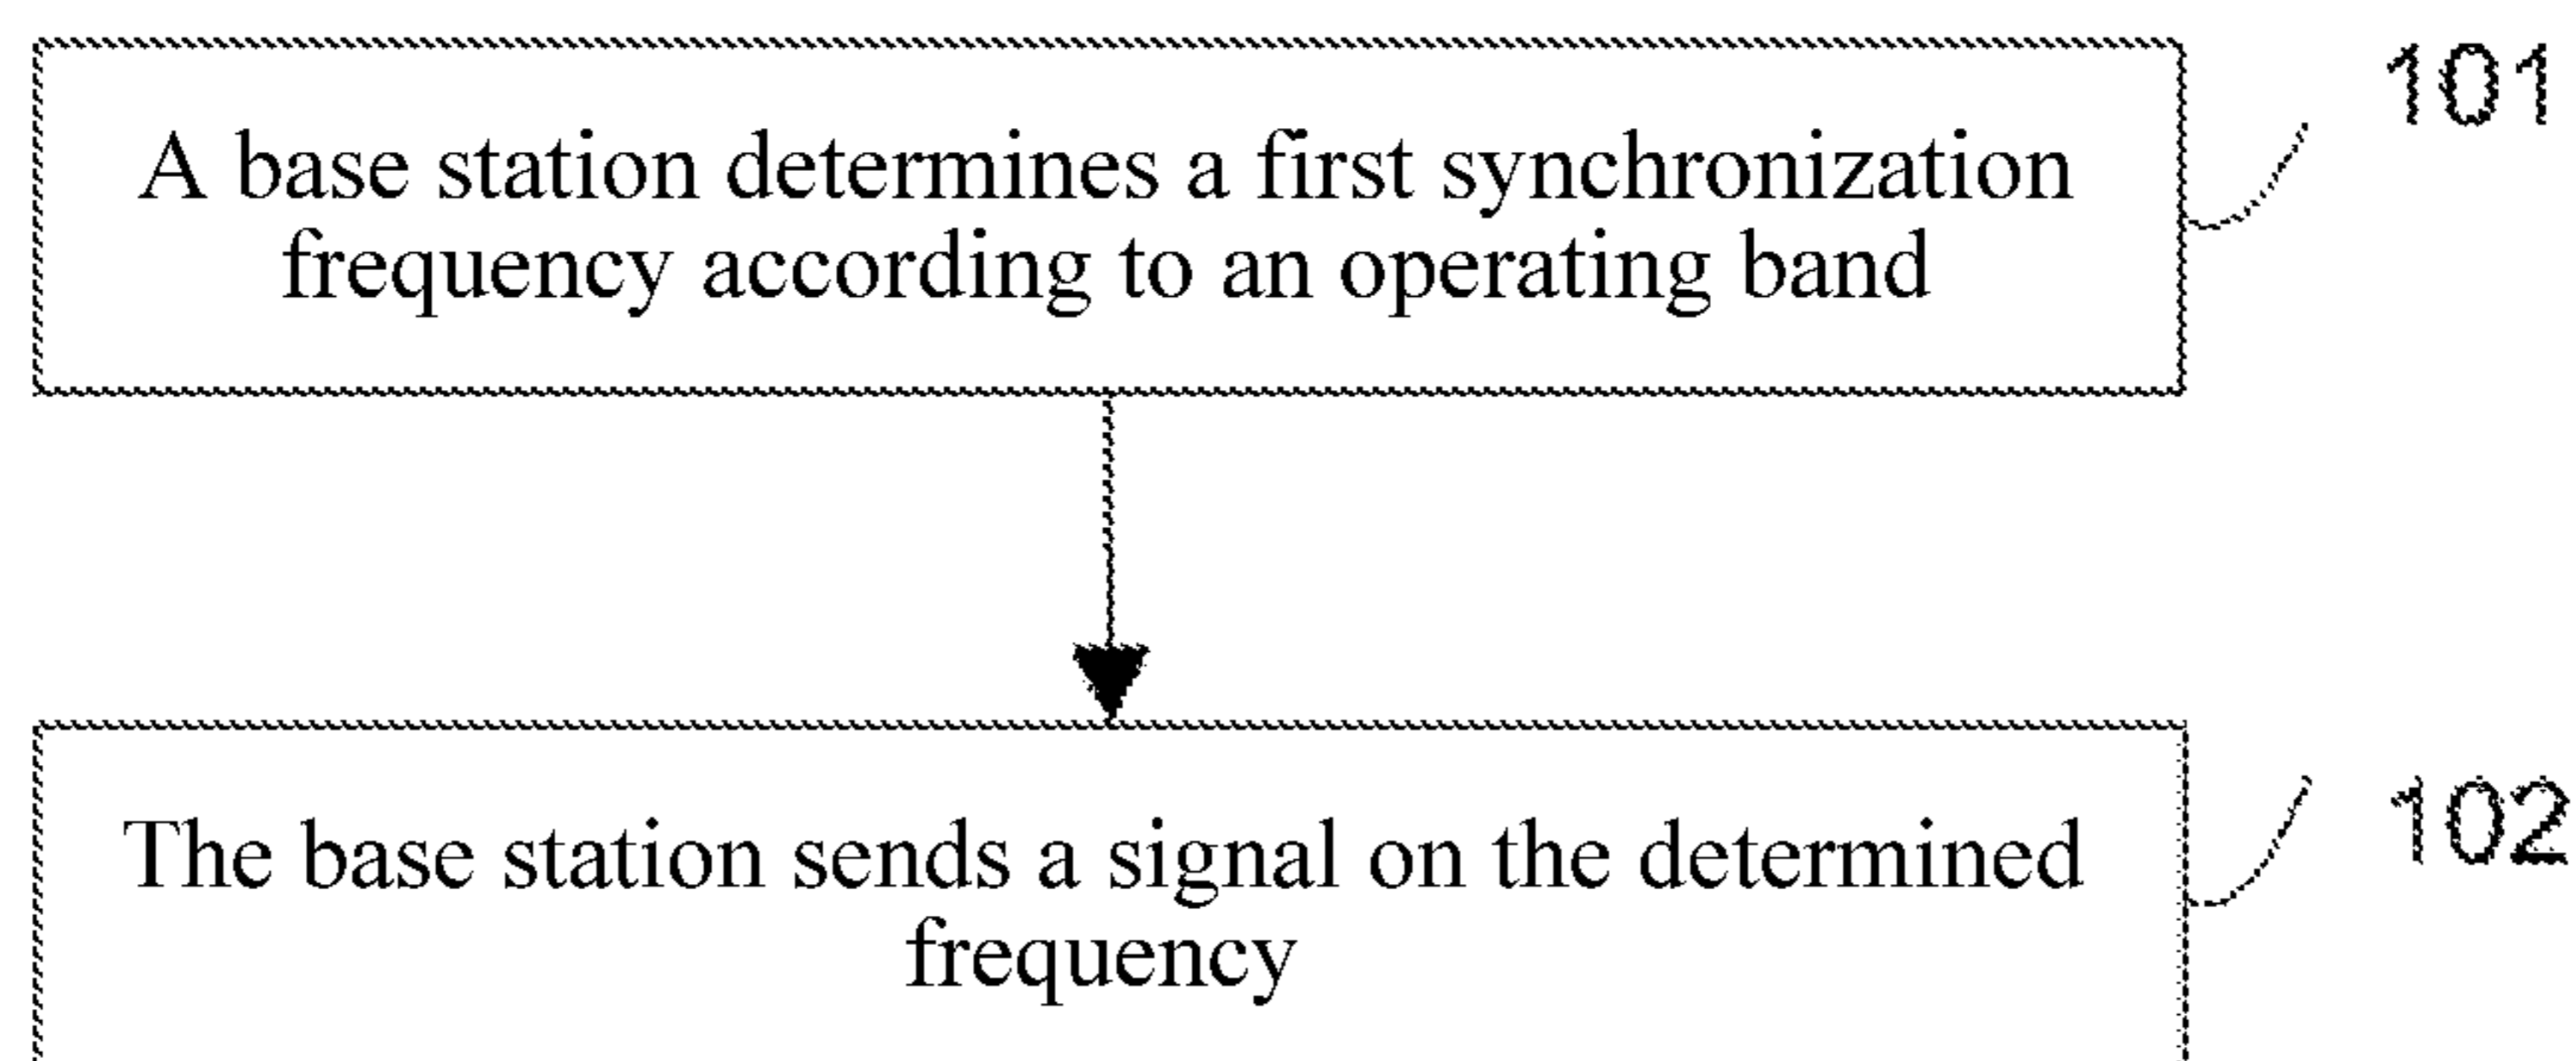 101
A base station determines a first synchronization
frequency according to an operating band
102
The base station sends a signal on the determined
frequency